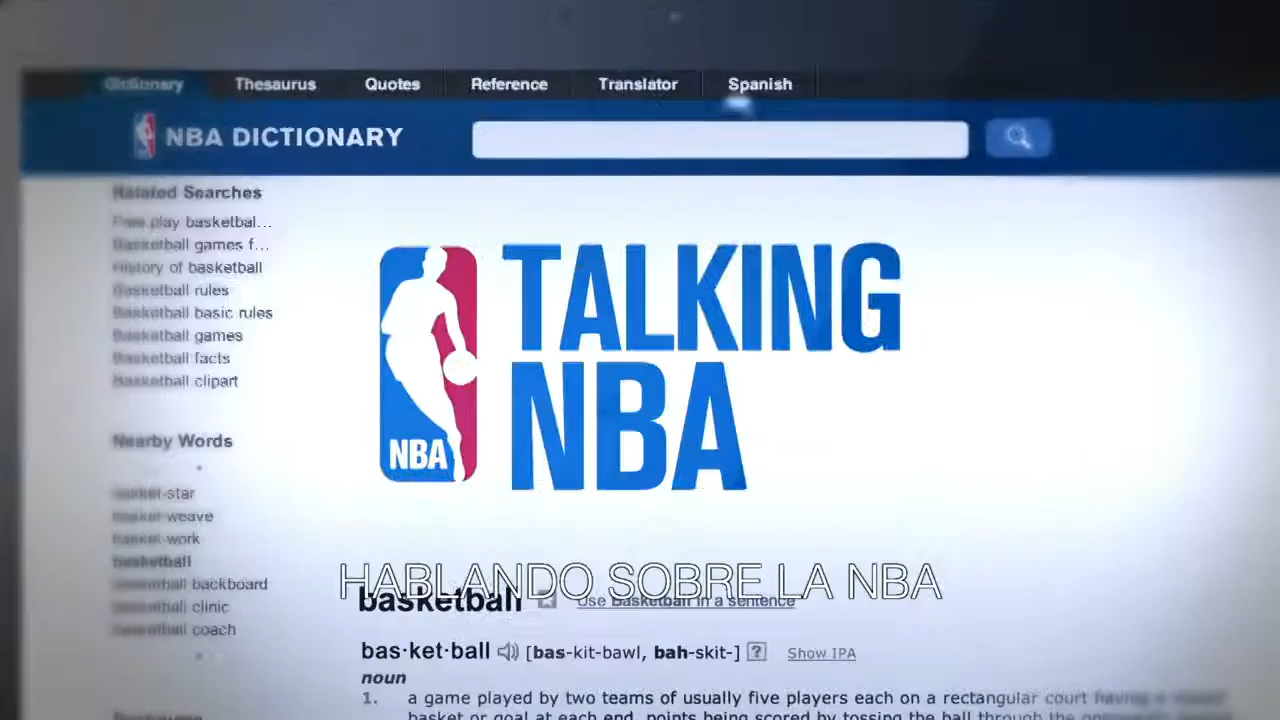 Dictionary Thesaurus Quotes Reference Translator Spanish
NBA DICTIONARY
Related Searches
Free play basketbal...
Basketball games f...
History of basketball
Basketball rules
Basketball basic rules
Basketball games
Basketball facts
Basketball clipart
TALKING
NBA
NBA
Nearby Words
basket-star
basket-weave
basket-work
basketball
basketball backboard
basketball clinic
basketball coach
HABLANDO SOBRE LA NBA
basketball Use Basketball in a sentence
bas·ket·ball [bas-kit-bawl, bah-skit-] ? Show IPA
noun
1. a game played by two teams of usually five players each on a rectangular court having a raised
basket or goal at each end, points being scored by tossing the ball through the